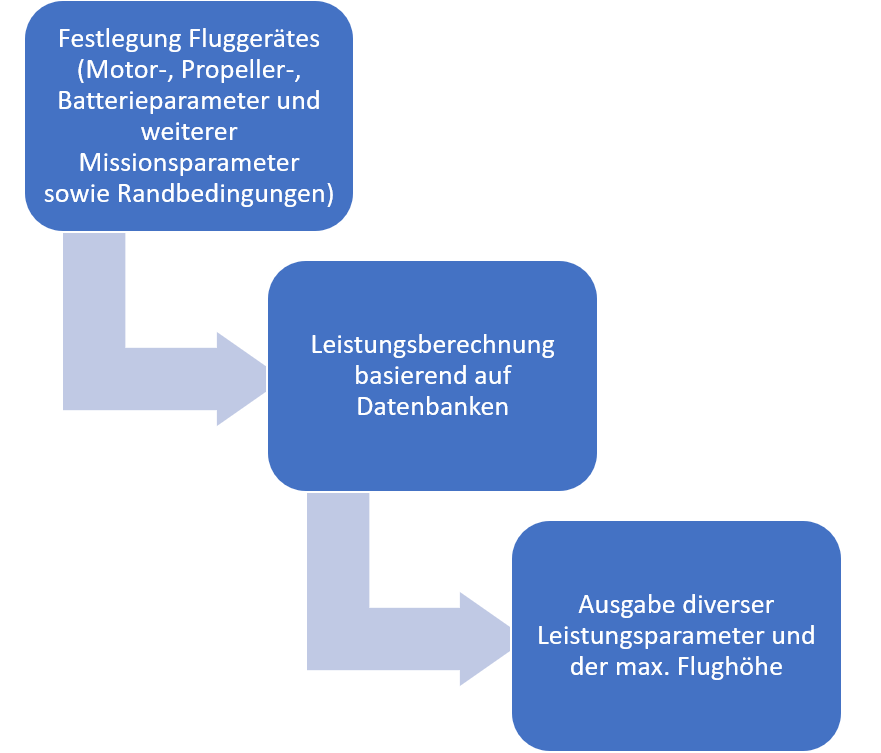 Festlegung Fluggerätes
(Motor-, Propeller-,
Batterieparameter und
weiterer
Missionsparameter
sowie Randbedingungen)
Leistungsberechnung
basierend auf
Datenbanken
Ausgabe diverser
Leistungsparameter und
der max. Flughöhe